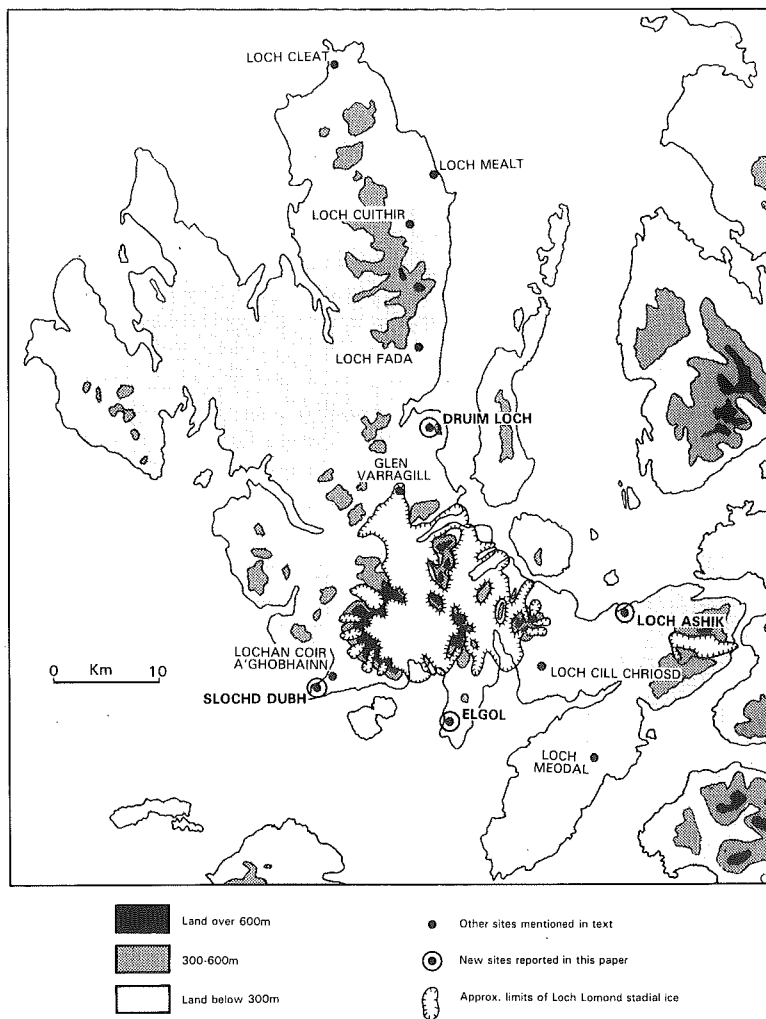 LOCH CLEAT
LOCH MEALT
LOCH CUITHIR
LOCH FADA
DRUIM LOCH
GLEN
VARRAGILL
LOCH ASHIK
LOCHAN COIR
A'GHOBHAINN
LOCH CILL CHRIOSD
0 Km 10
SLOCHD DUBH
ELGOL
LOCH
MEODAL
Land over 600m
Other sites mentioned in text
300-600m
New sites reported in this paper
Land below 300m
Approx. limits of Loch Lomond stadial ice